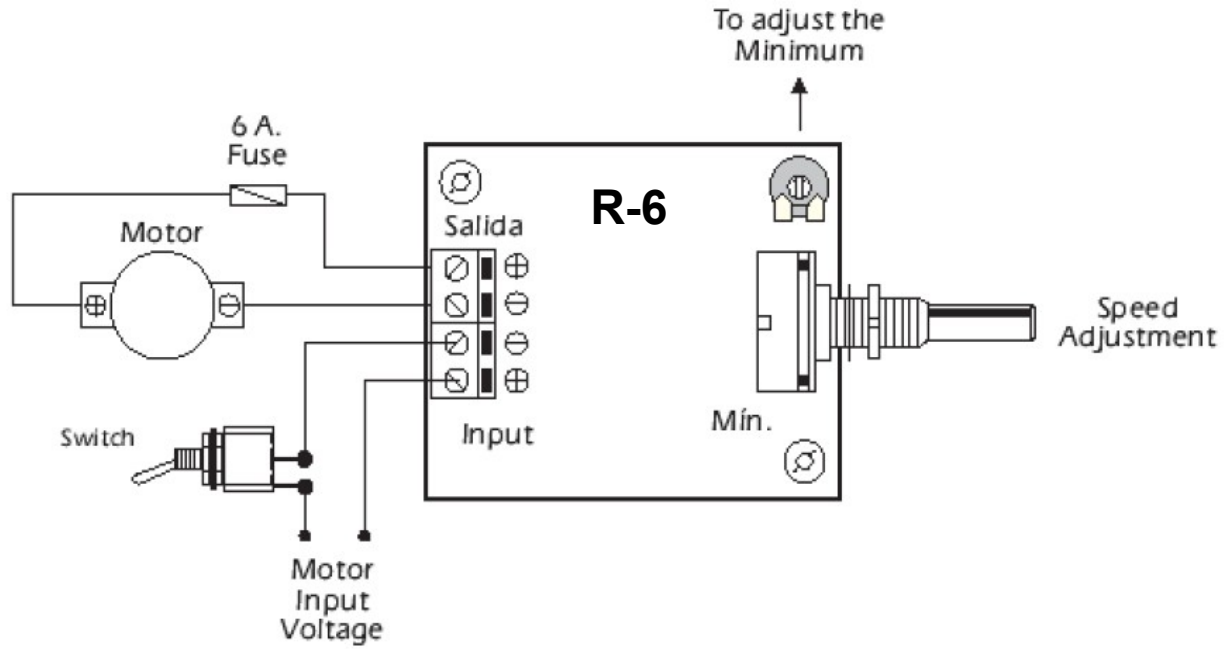 To adjust the
Minimum
6 A.
Fuse
R-6
Salida
Motor
Speed
Adjustment
Mín.
Input
Switch
Motor
Input
Voltage